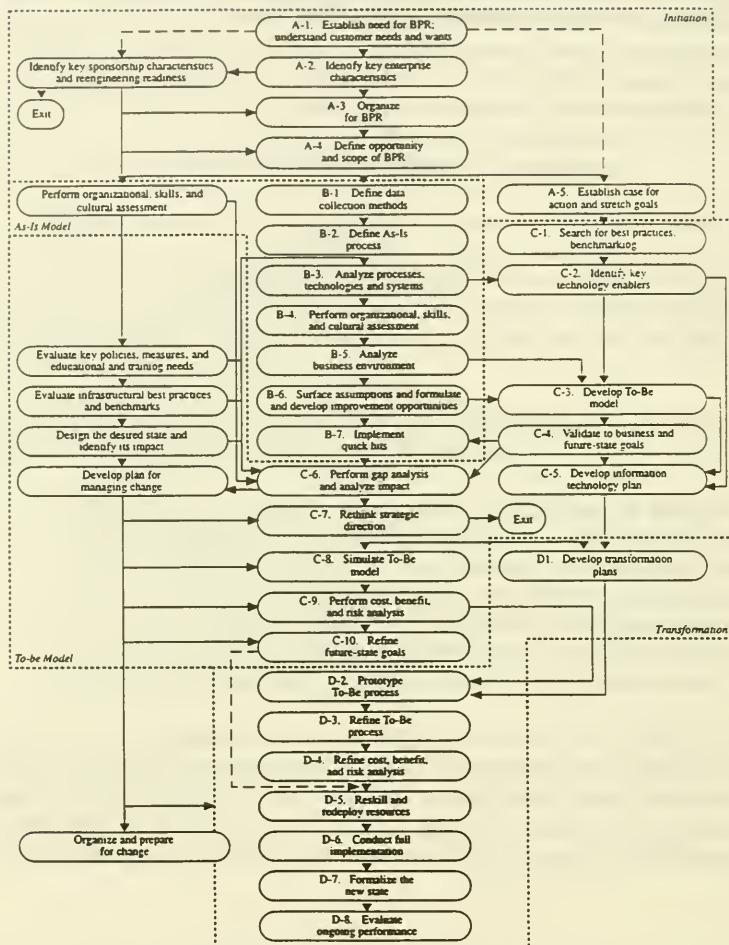 Initiation
A-1. Establish need for BPR;
understand customer needs and wants
Identify key sponsorship characteristics
and reengineering readiness
A-2. Identify key enterprise
characteristics
Exit
A-3 Organize
for BPR
A-4 Define opportunity
and scope of BPR
Perform organizational, skills, and
cultural assessment
B-1 Define data
collection methods
A-5. Establish case for
action and stretch goals
As-Is Model
B-2. Define As-Is
process
C-1. Search for best practices,
benchmarking
B-3. Analyze processes,
technologies and systems
C-2. Identify key
technology enablers
B-4. Perform organizational, skills,
and cultural assessment
Evaluate key policies, measures, and
educational and training needs
B-5. Analyze
business environment
Evaluate infrastructural best practices
and benchmarks
B-6. Surface assumptions and formulate
and develop improvement opportunities
C-3. Develop To-Be
model
Design the desired state and
identify its impact
B-7. Implement
quick hits
C-4. Validate to business and
future-state goals
Develop plan for
managing change
C-6. Perform gap analysis
and analyze impact
C-5. Develop information
technology plan
C-7. Rethink strategic
direction
Exit
C-8. Simulate To-Be
model
D1. Develop transformation
plans
C-9. Perform cost, benefit,
and risk analysis
Transformation
C-10. Refine
future-state goals
To-be Model
D-2. Prototype
To-Be process
D-3. Refine To-Be
process
D-4. Refine cost, benefit,
and risk analysis
D-5. Reskill and
redeploy resources
Organize and prepare
for change
D-6. Conduct full
implementation
D-7. Formalize the
new state
D-8. Evaluate
ongoing performance